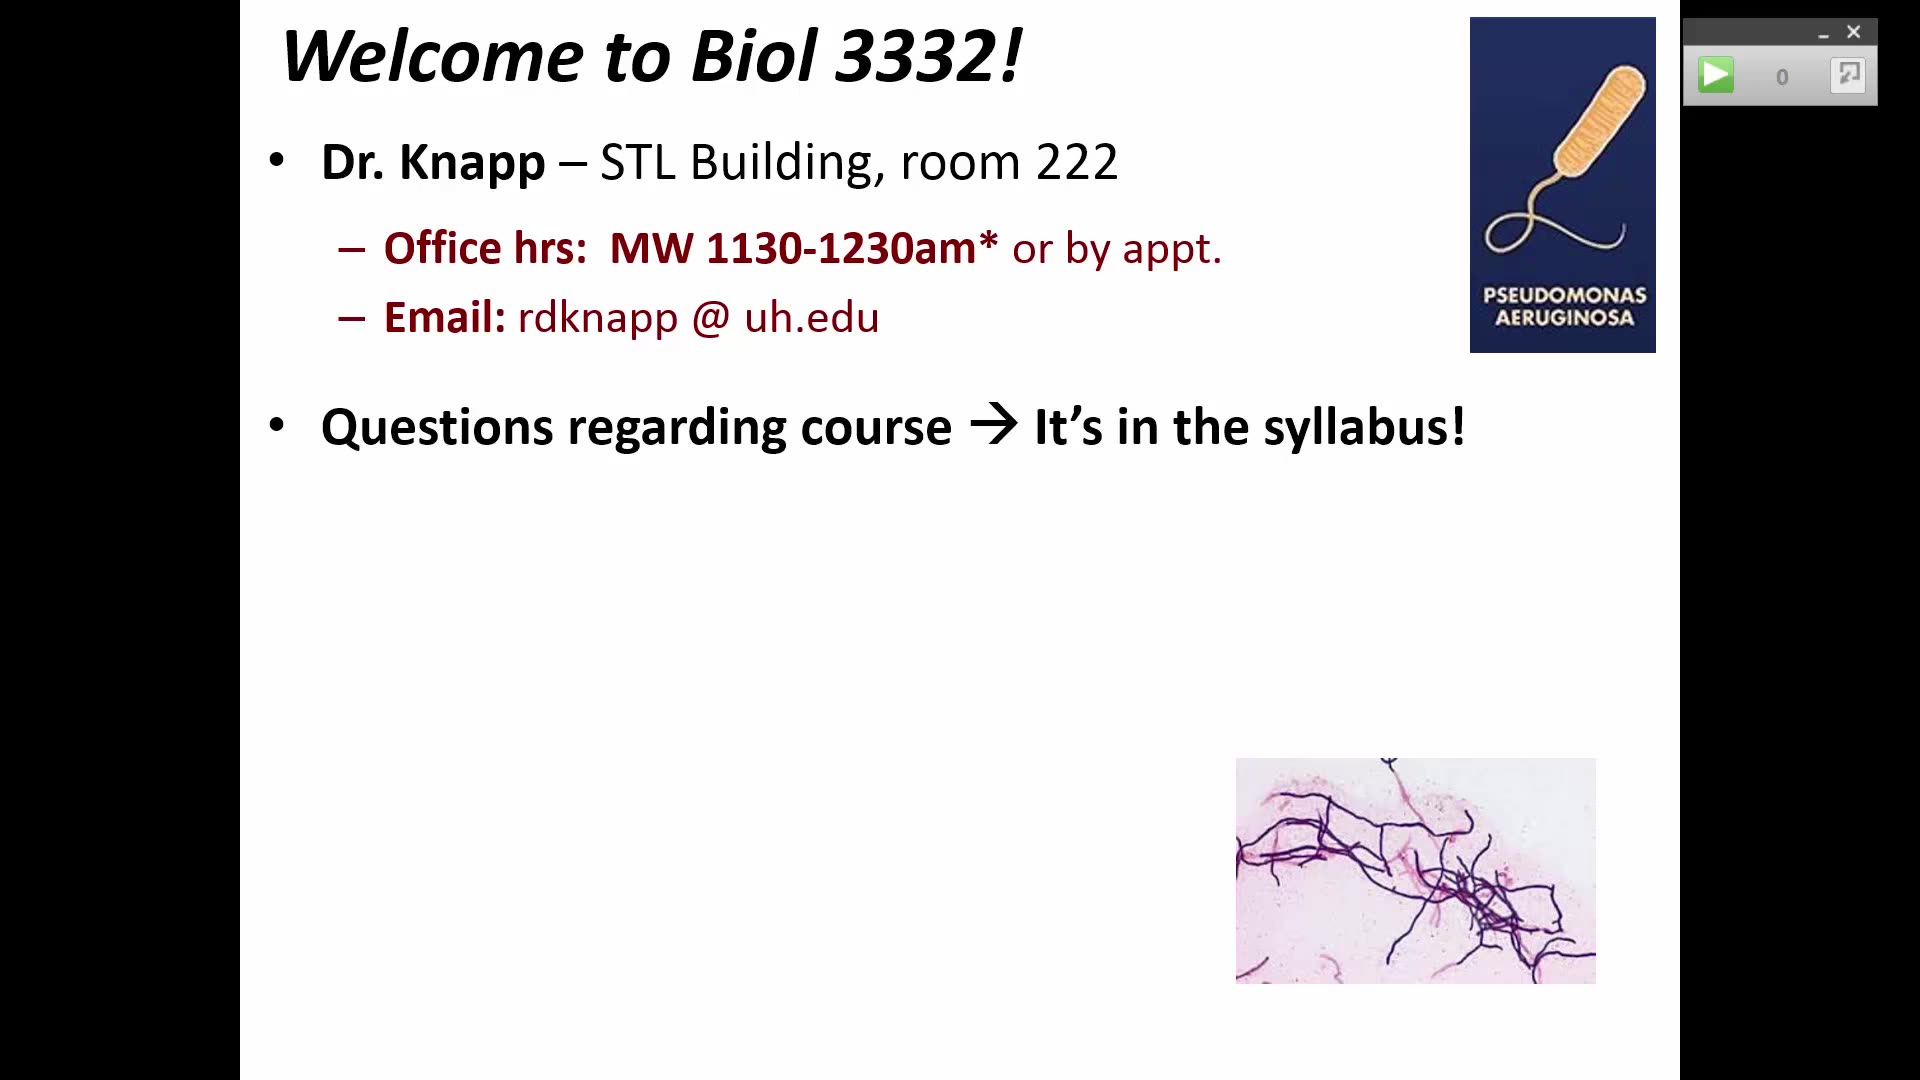 Welcome to Biol 3332!
• Dr. Knapp – STL Building, room 222
– Office hrs: MW 1130-1230am* or by appt.
– Email: rdknapp @ uh.edu
• Questions regarding course → It’s in the syllabus!
PSEUDOMONAS
AERUGINOSA
0